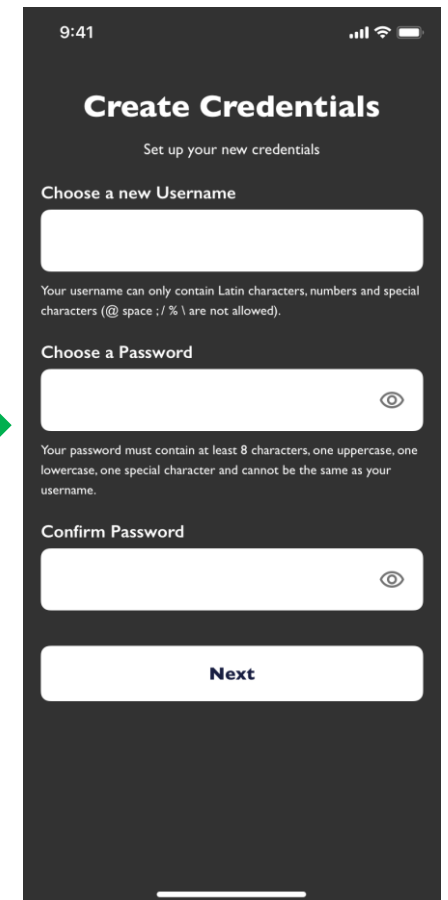 9:41
Create Credentials
Set up your new credentials
Choose a new Username
Your username can only contain Latin characters, numbers and special
characters (@ space ; / % \ are not allowed).
Choose a Password
Your password must contain at least 8 characters, one uppercase, one
lowercase, one special character and cannot be the same as your
username.
Confirm Password
Next